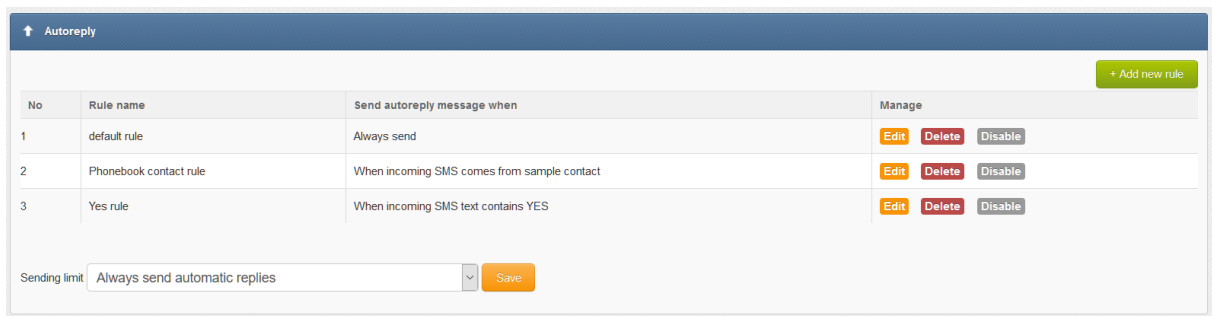 Autoreply
+ Add new rule
No Rule name Send autoreply message when Manage
1 default rule Always send Edit Delete Disable
2 Phonebook contact rule When incoming SMS comes from sample contact Edit Delete Disable
3 Yes rule When incoming SMS text contains YES Edit Delete Disable
Sending limit Always send automatic replies Save